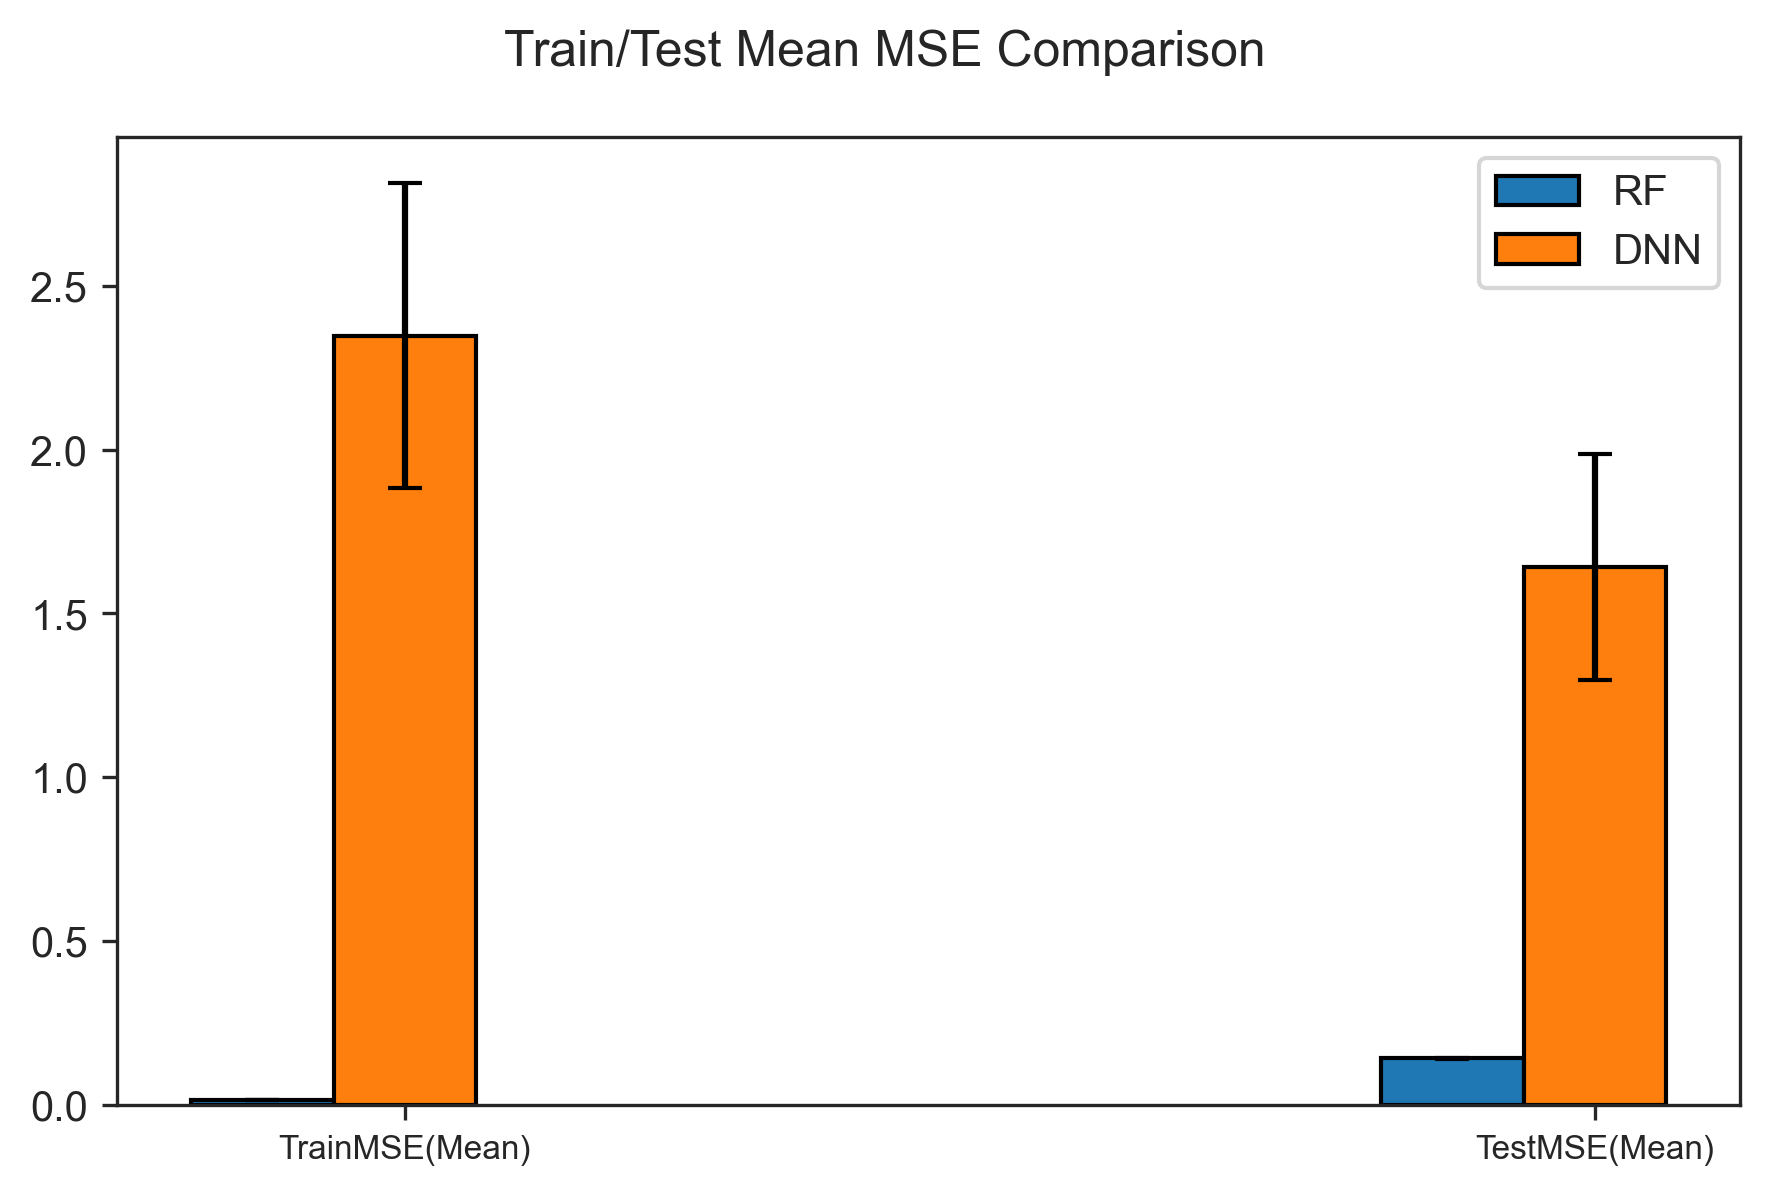 Train/Test Mean MSE Comparison
RF
DNN
2.5
2.0
1.5
1.0
0.5
0.0
TrainMSE(Mean)
TestMSE(Mean)